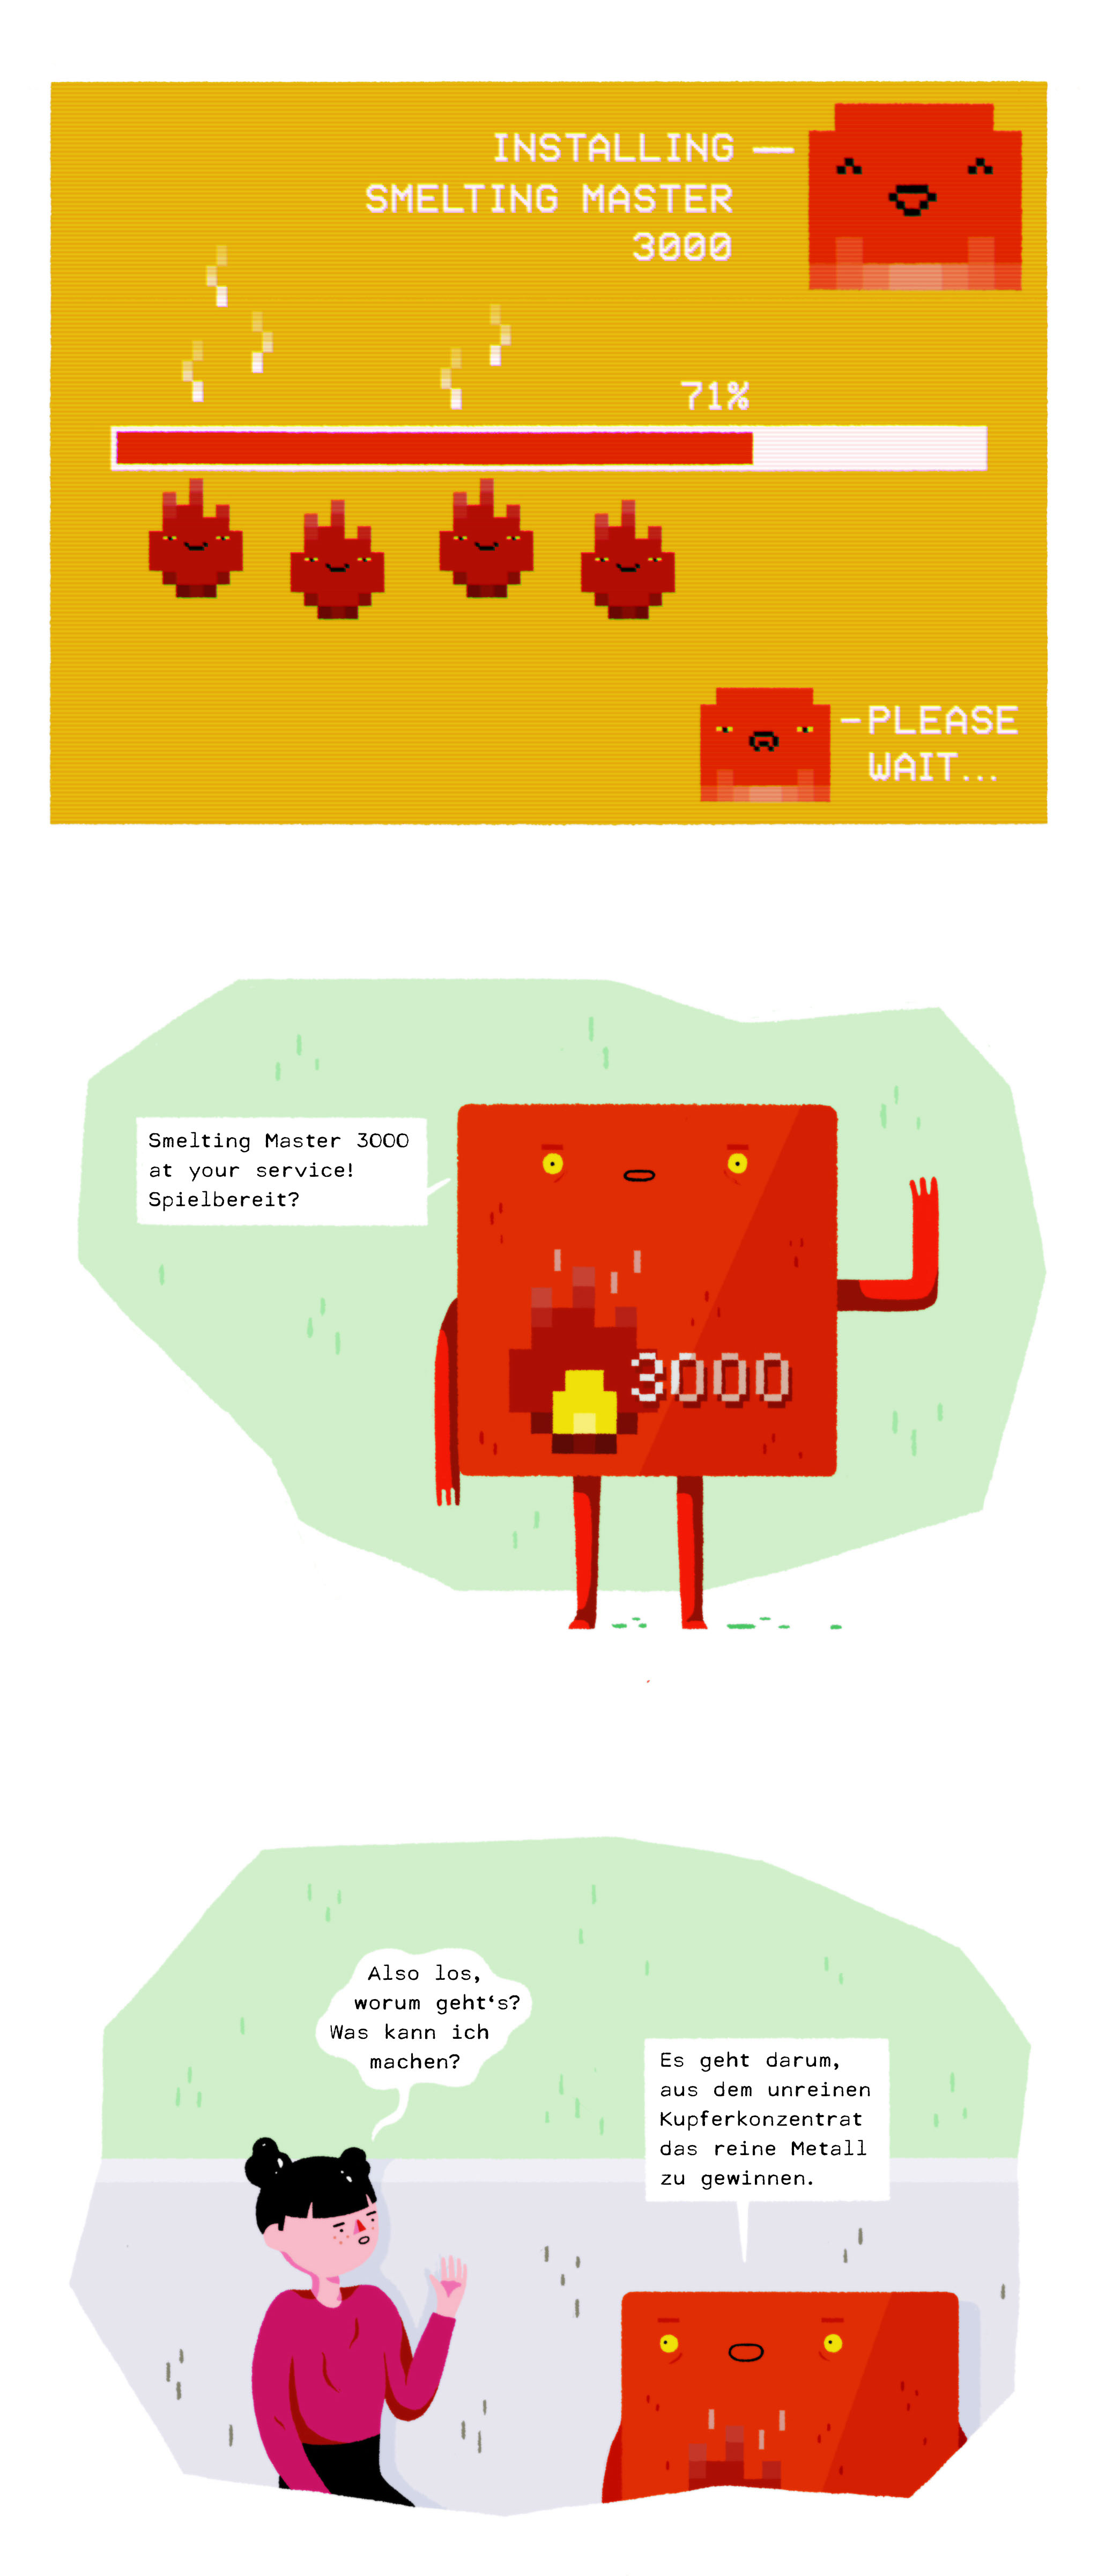 INSTALLING —
SMELTING MASTER
3000
71%
-PLEASE
WAIT...
Smelting Master 3000
at your service!
Spielbereit?
3000
Also los,
worum geht‘s?
Was kann ich
machen?
Es geht darum,
aus dem unreinen
Kupferkonzentrat
das reine Metall
zu gewinnen.